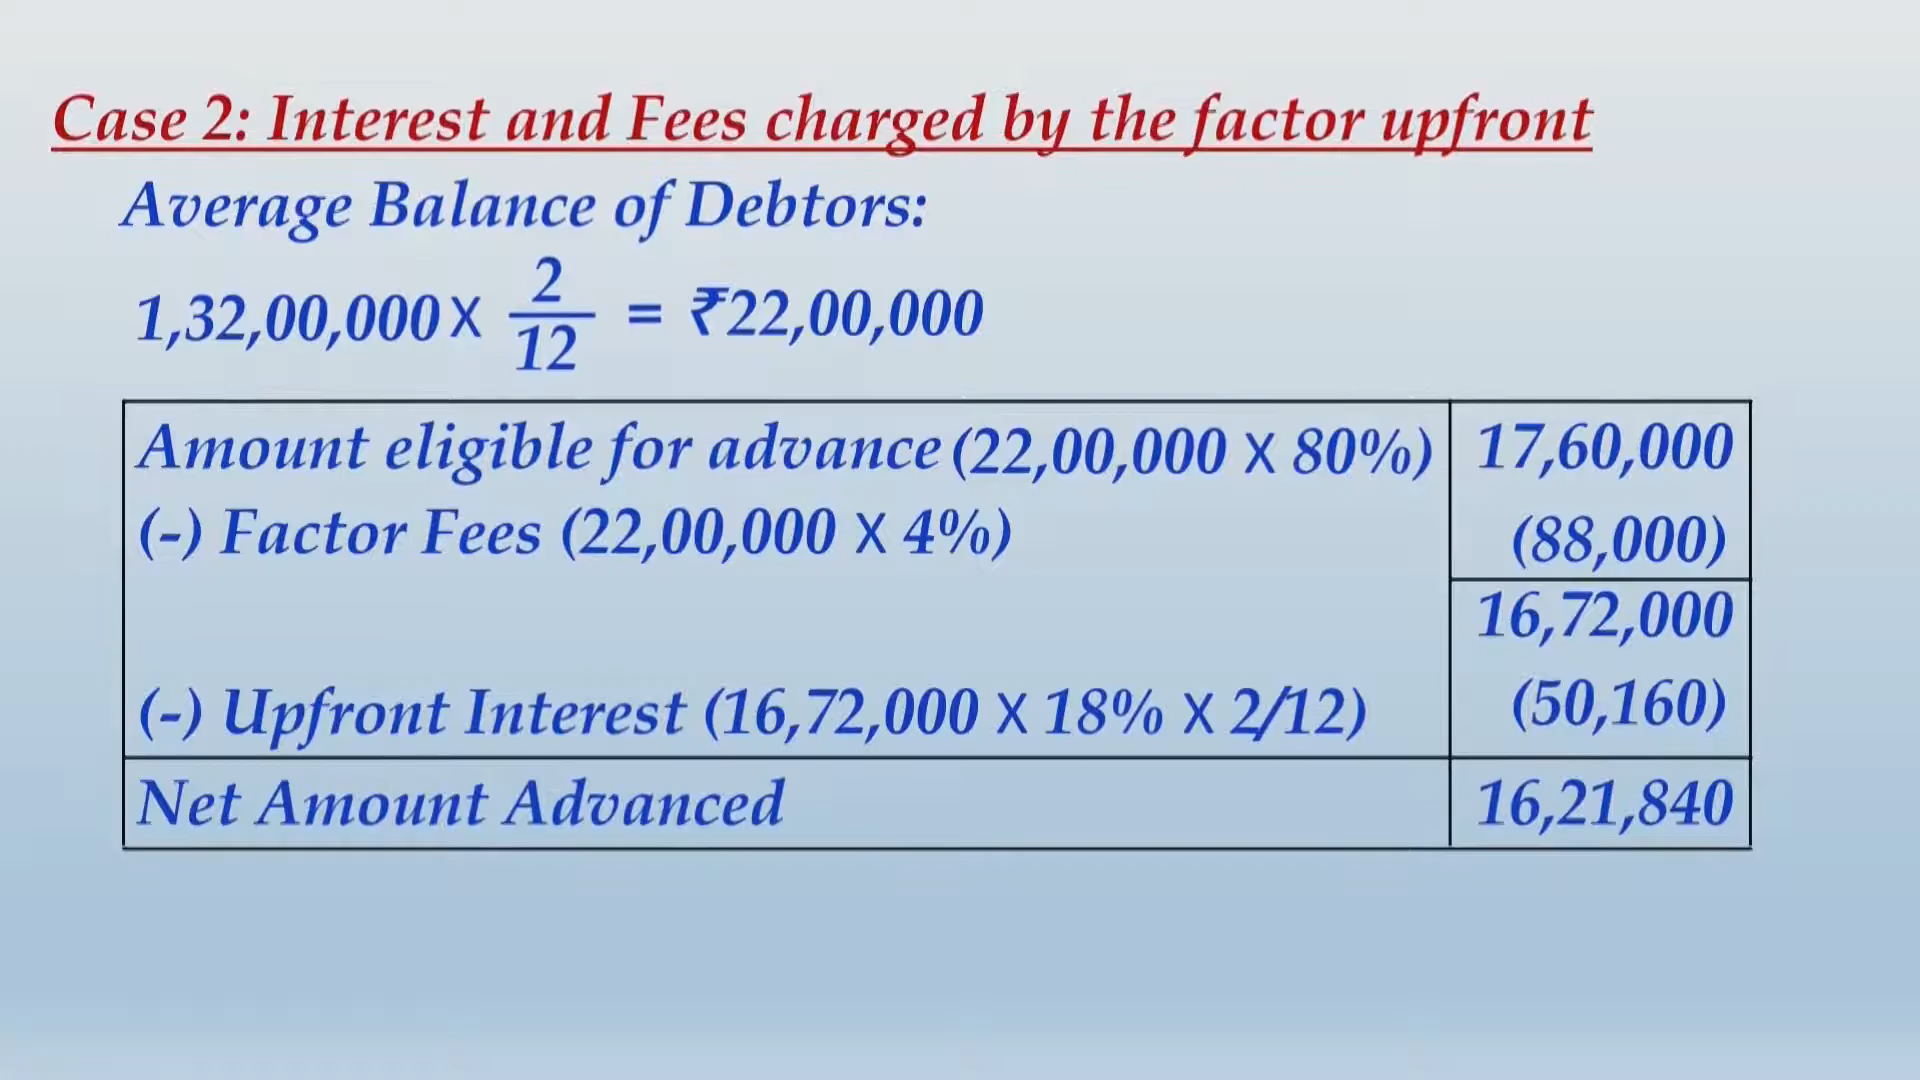 Case 2: Interest and Fees charged by the factor upfront
Average Balance of Debtors:
1,32,00,000 X 2/12 = ₹22,00,000
Amount eligible for advance (22,00,000 X 80%) 17,60,000
(-) Factor Fees (22,00,000 X 4%) (88,000)
16,72,000
(-) Upfront Interest (16,72,000 X 18% X 2/12) (50,160)
Net Amount Advanced 16,21,840